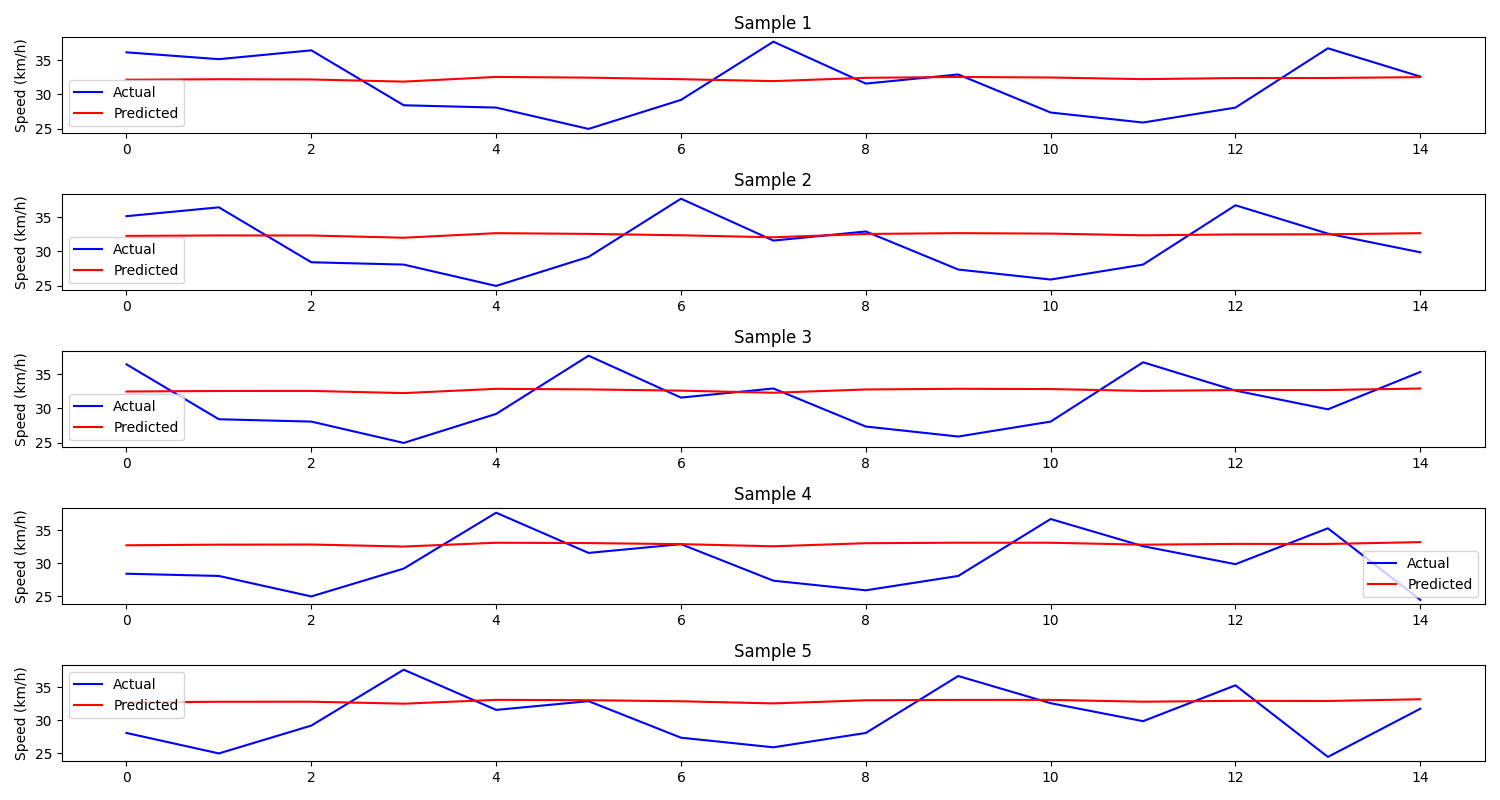 Sample 1
Speed (km/h)
35
30
25
Actual
Predicted
0 2 4 6 8 10 12 14
Sample 2
Speed (km/h)
35
30
25
Actual
Predicted
0 2 4 6 8 10 12 14
Sample 3
Speed (km/h)
35
30
25
Actual
Predicted
0 2 4 6 8 10 12 14
Sample 4
Speed (km/h)
35
30
25
Actual
Predicted
0 2 4 6 8 10 12 14
Sample 5
Speed (km/h)
35
30
25
Actual
Predicted
0 2 4 6 8 10 12 14